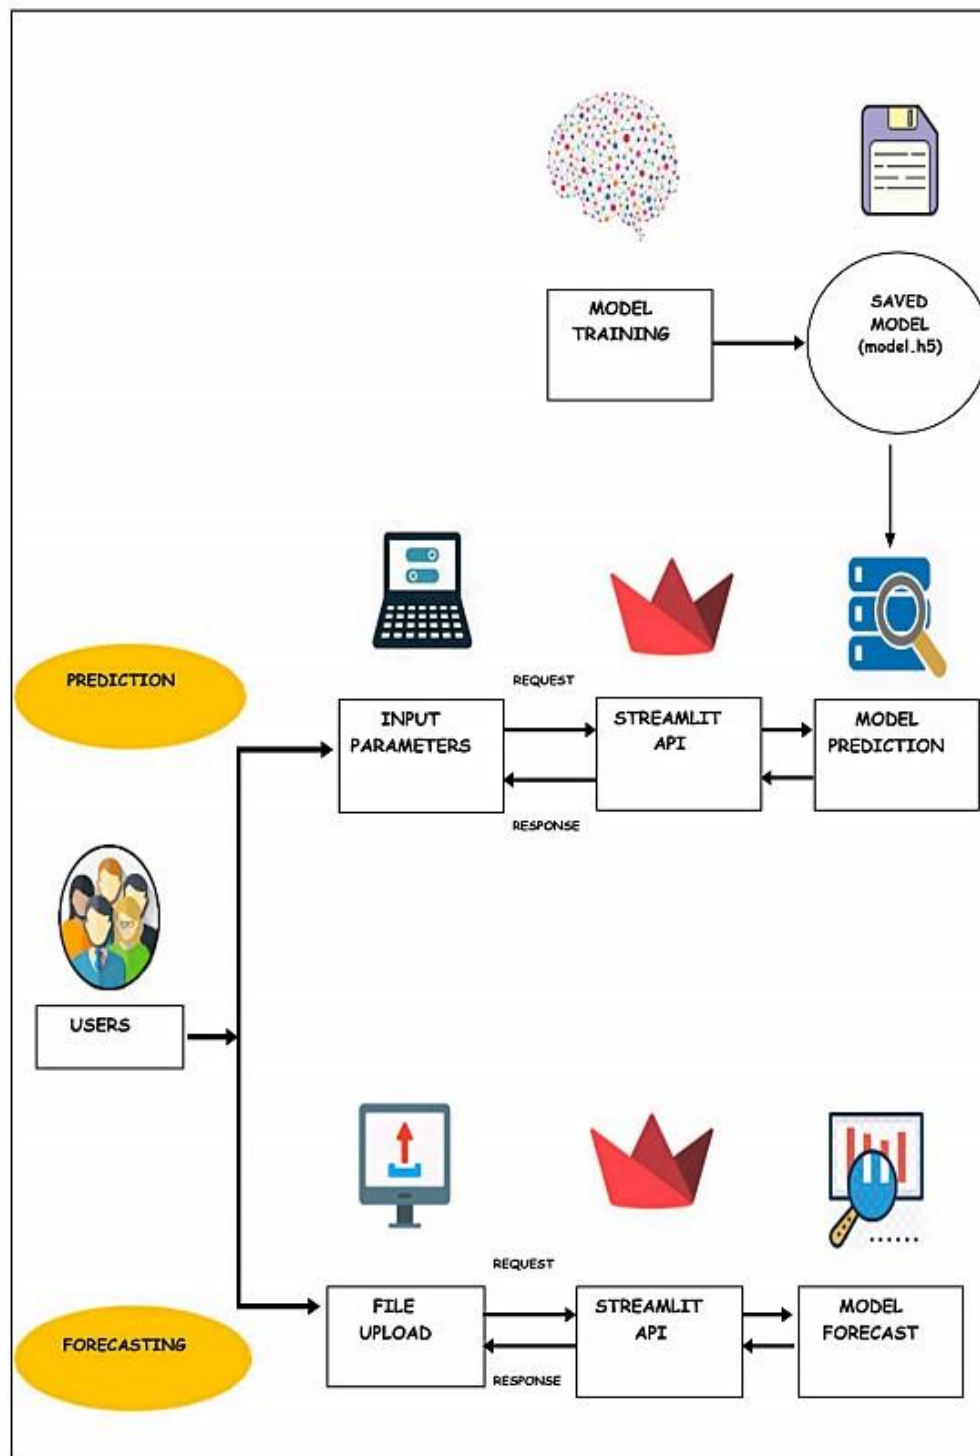 MODEL
TRAINING
SAVED
MODEL
(model.h5)
PREDICTION
REQUEST
INPUT
PARAMETERS
STREAMLIT
API
MODEL
PREDICTION
RESPONSE
USERS
REQUEST
FILE
UPLOAD
STREAMLIT
API
MODEL
FORECAST
FORECASTING
RESPONSE